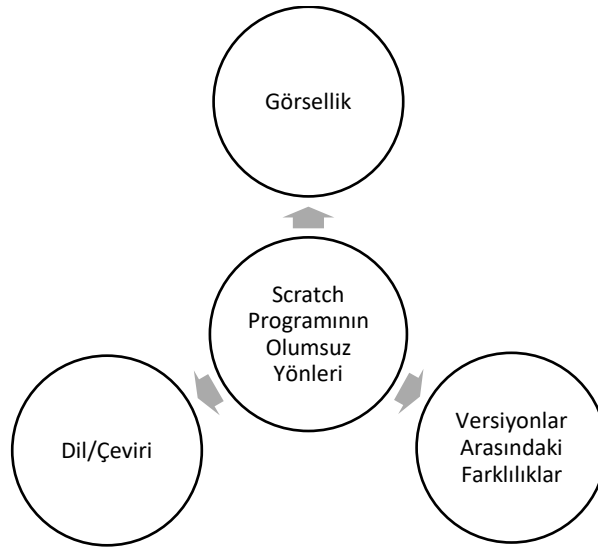 Görsellik
Scratch
Programının
Olumsuz
Yönleri
Dil/Çeviri
Versiyonlar
Arasındaki
Farklılıklar